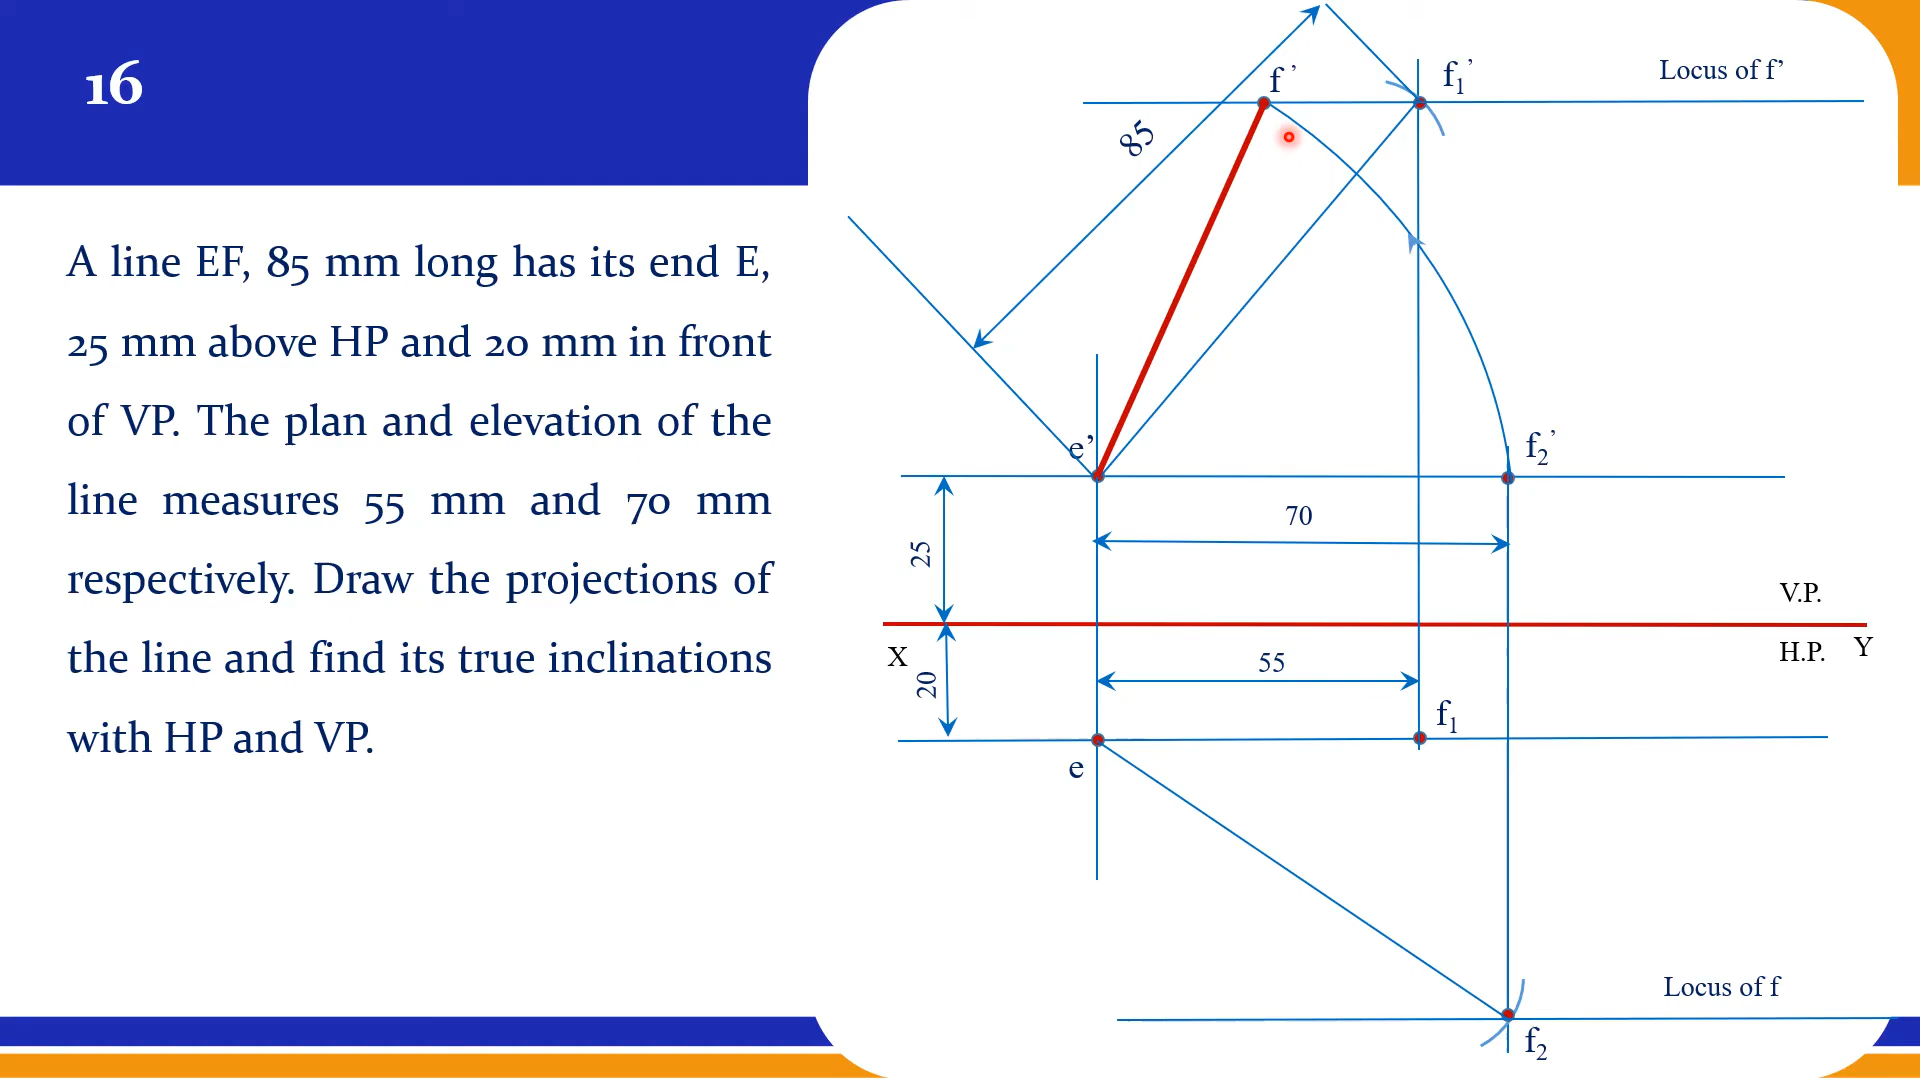 16
A line EF, 85 mm long has its end E,
25 mm above HP and 20 mm in front
of VP. The plan and elevation of the
line measures 55 mm and 70 mm
respectively. Draw the projections of
the line and find its true inclinations
with HP and VP.
f ’
f₁’
Locus of f’
85
e’
f₂’
70
25
V.P.
X
H.P. Y
20
55
f₁
e
Locus of f
f₂